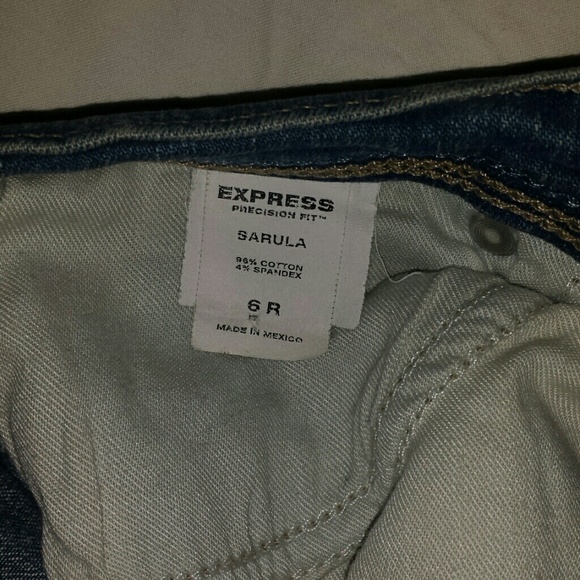 EXPRESS
PRECISION FIT™
SARULA
96% COTTON
4% SPANDEX
6 R
MADE IN MEXICO